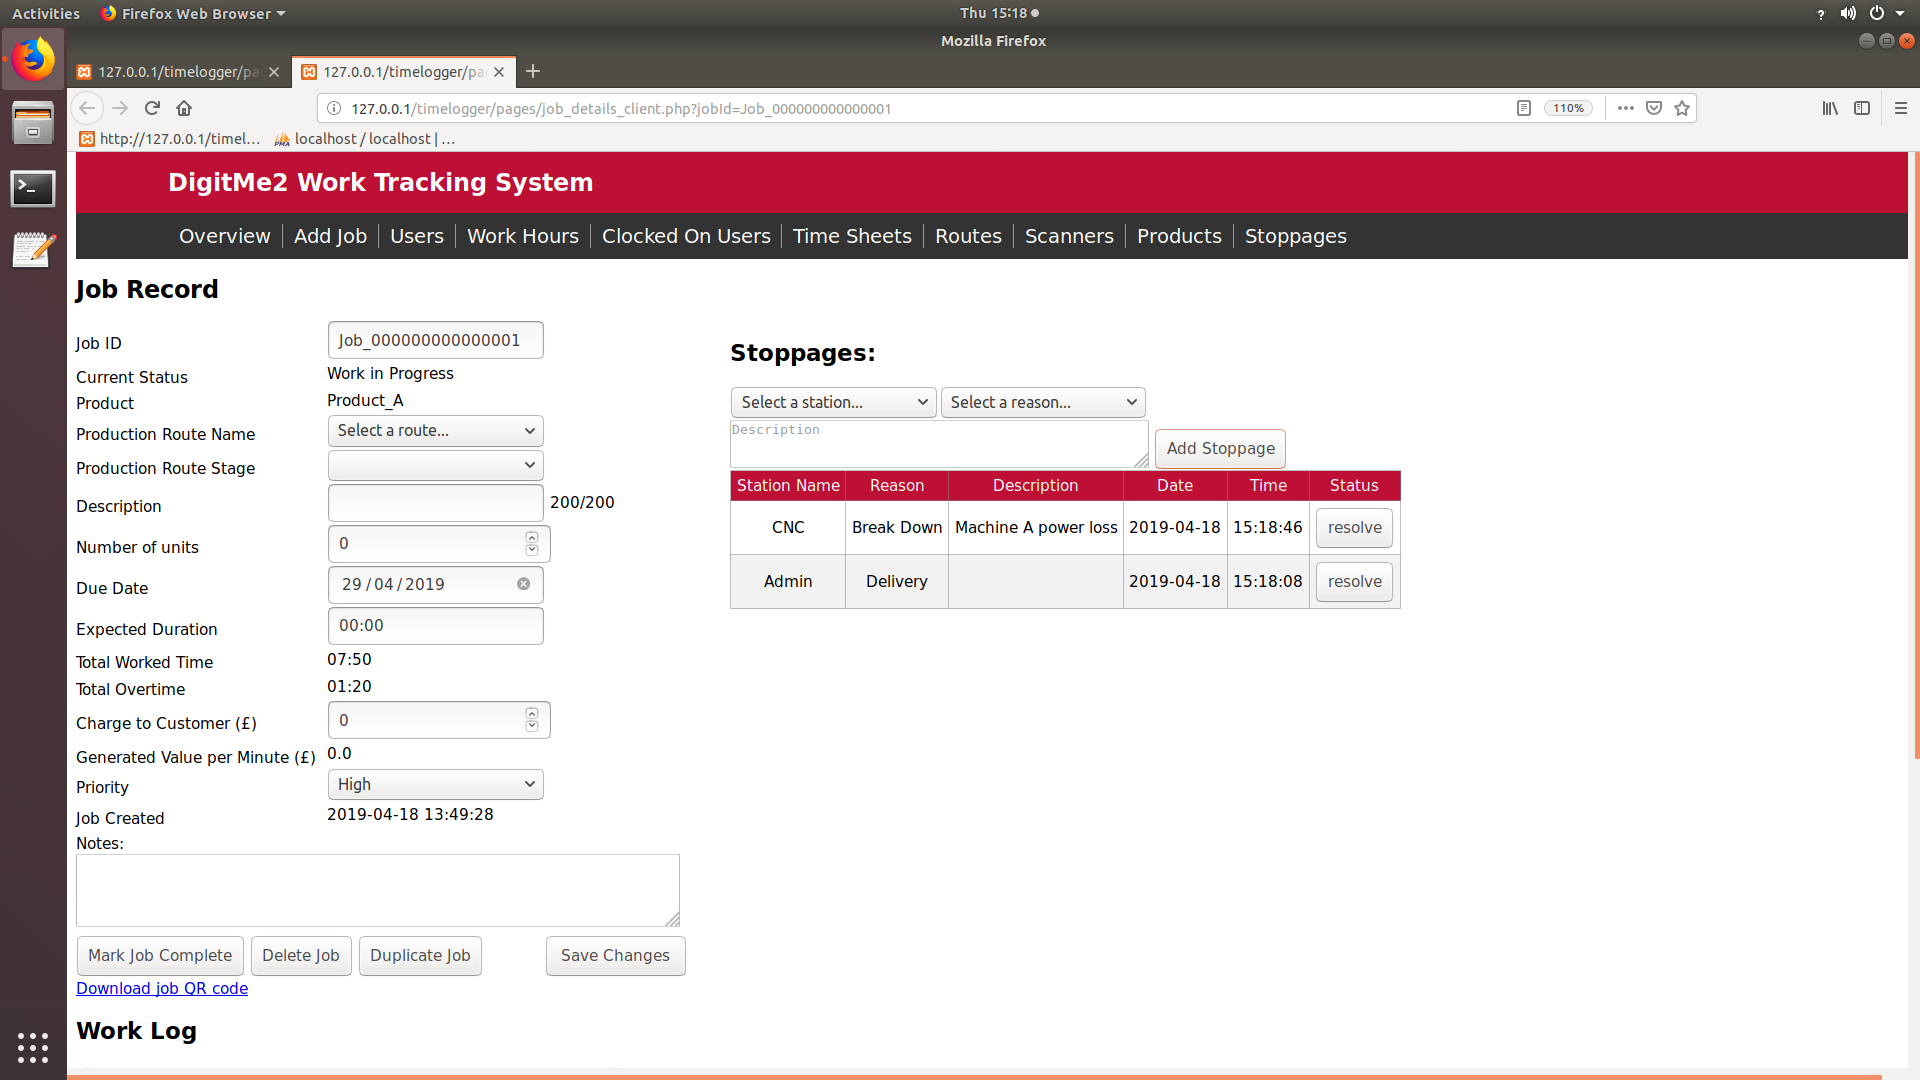 Activities Firefox Web Browser Thu 15:18
Mozilla Firefox
127.0.0.1/timelogger/pa 127.0.0.1/timelogger/pa
127.0.0.1/timelogger/pages/job_details_client.php?jobId=Job_000000000000001 110%
http://127.0.0.1/timel… localhost / localhost | …
DigitMe2 Work Tracking System
Overview Add Job Users Work Hours Clocked On Users Time Sheets Routes Scanners Products Stoppages
Job Record
Job ID Job_000000000000001
Current Status Work in Progress
Product Product_A
Production Route Name Select a route...
Production Route Stage
Description 200/200
Number of units 0
Due Date 29/04/2019
Expected Duration 00:00
Total Worked Time 07:50
Total Overtime 01:20
Charge to Customer (£) 0
Generated Value per Minute (£) 0.0
Priority High
Job Created 2019-04-18 13:49:28
Notes:
Mark Job Complete Delete Job Duplicate Job Save Changes
Download job QR code
Work Log
Stoppages:
Select a station... Select a reason...
Description
Add Stoppage
Station Name Reason Description Date Time Status
CNC Break Down Machine A power loss 2019-04-18 15:18:46 resolve
Admin Delivery 2019-04-18 15:18:08 resolve